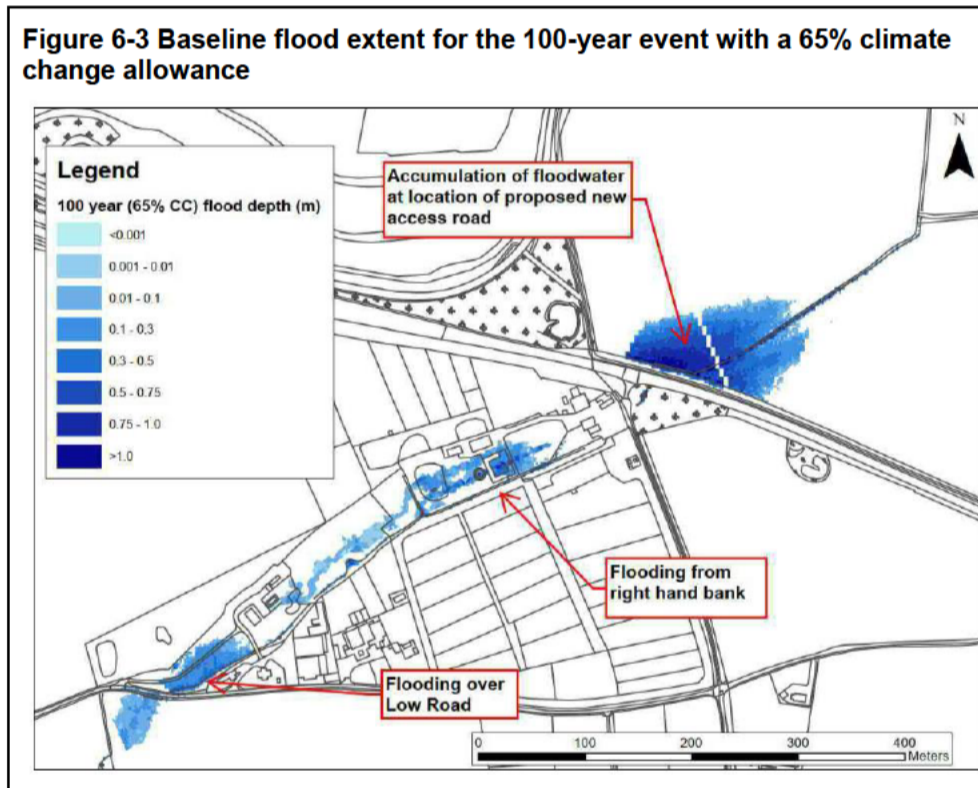 Figure 6-3 Baseline flood extent for the 100-year event with a 65% climate
change allowance
Legend
100 year (65% CC) flood depth (m)
<0.001
0.001 - 0.01
0.01 - 0.1
0.1 - 0.3
0.3 - 0.5
0.5 - 0.75
0.75 - 1.0
>1.0
Accumulation of floodwater
at location of proposed new
access road
N
Flooding from
right hand bank
Flooding over
Low Road
0 100 200 300 400
Meters